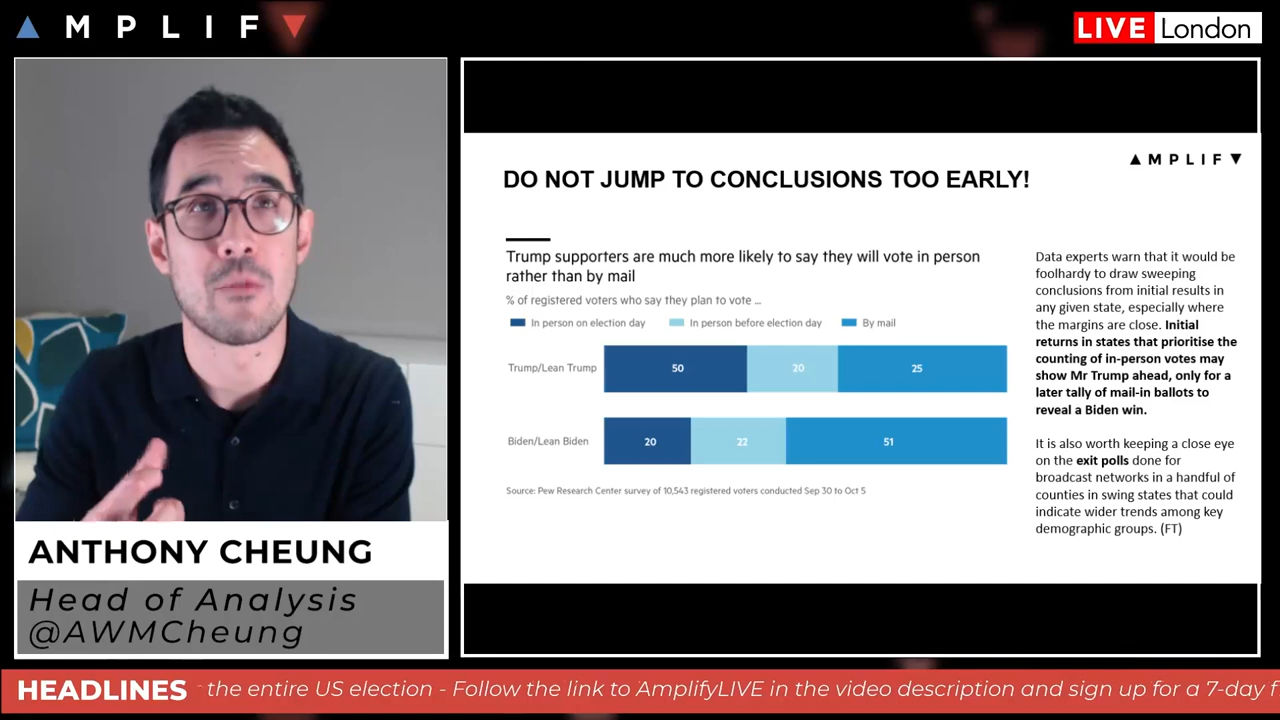 ▲ M P L I F ▼
LIVE London
▲ M P L I F ▼
DO NOT JUMP TO CONCLUSIONS TOO EARLY!
Trump supporters are much more likely to say they will vote in person
rather than by mail
% of registered voters who say they plan to vote ...
In person on election day In person before election day By mail
Trump/Lean Trump 50 20 25
Biden/Lean Biden 20 22 51
Source: Pew Research Center survey of 10,543 registered voters conducted Sep 30 to Oct 5
Data experts warn that it would be
foolhardy to draw sweeping
conclusions from initial results in
any given state, especially where
the margins are close. Initial
returns in states that prioritise the
counting of in-person votes may
show Mr Trump ahead, only for a
later tally of mail-in ballots to
reveal a Biden win.
It is also worth keeping a close eye
on the exit polls done for
broadcast networks in a handful of
counties in swing states that could
indicate wider trends among key
demographic groups. (FT)
ANTHONY CHEUNG
Head of Analysis
@AWMCheung
HEADLINES the entire US election - Follow the link to AmplifyLIVE in the video description and sign up for a 7-day f